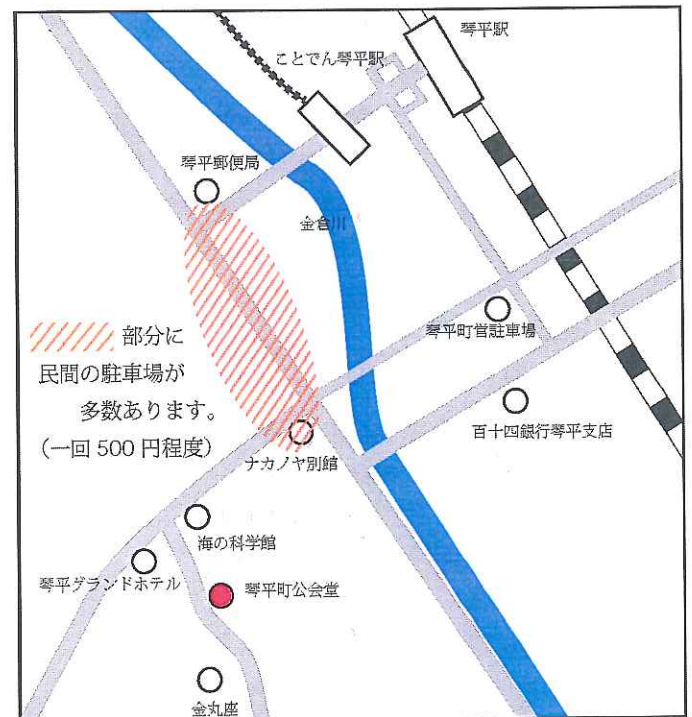 琴平駅
ことでん琴平駅
琴平郵便局
金倉川
部分に
民間の駐車場が
多数あります。
(一回 500 円程度)
琴平町営駐車場
百十四銀行琴平支店
ナカノヤ別館
海の科学館
琴平グランドホテル
琴平町公会堂
金丸座